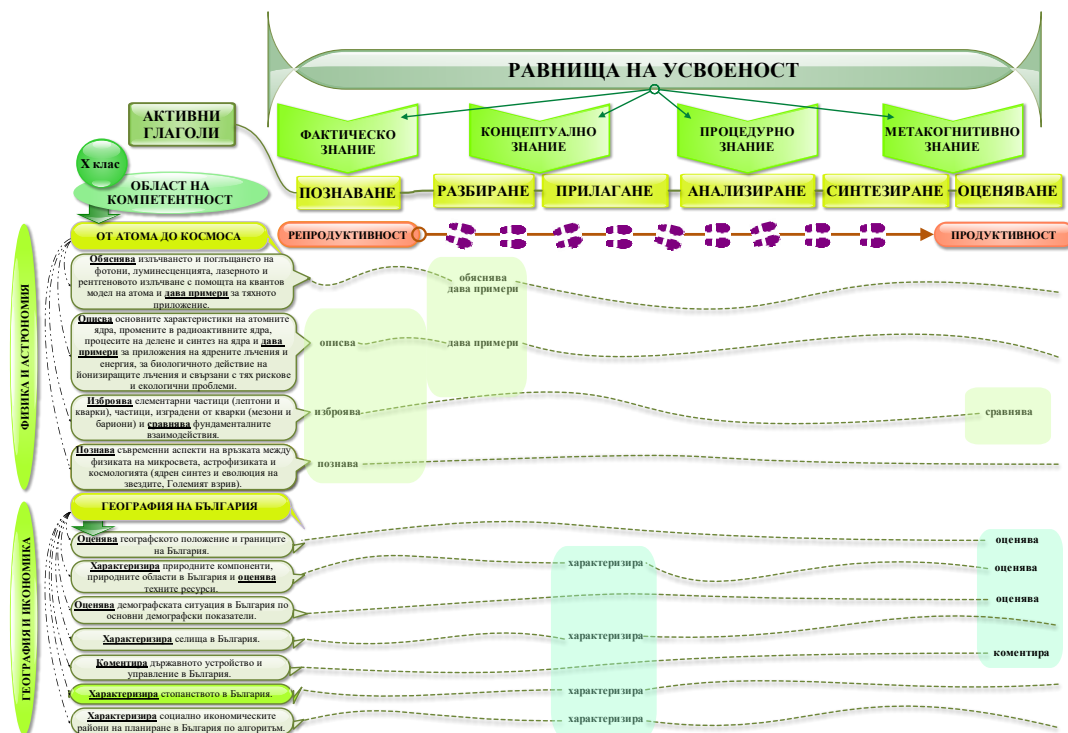 РАВНИЩА НА УСВОЕНОСТ
АКТИВНИ
ГЛАГОЛИ
ФАКТИЧЕСКО
ЗНАНИЕ
КОНЦЕПТУАЛНО
ЗНАНИЕ
ПРОЦЕДУРНО
ЗНАНИЕ
МЕТАКОГНИТИВНО
ЗНАНИЕ
X клас
ОБЛАСТ НА
КОМПЕТЕНТНОСТ
ПОЗНАВАНЕ
РАЗБИРАНЕ
ПРИЛАГАНЕ
АНАЛИЗИРАНЕ
СИНТЕЗИРАНЕ
ОЦЕНЯВАНЕ
ОТ АТОМА ДО КОСМОСА
РЕПРОДУКТИВНОСТ
ПРОДУКТИВНОСТ
ФИЗИКА И АСТРОНОМИЯ
Обяснява излъчването и поглъщането на
фотони, луминесценцията, лазерното и
рентгеновото излъчване с помощта на квантов
модел на атома и дава примери за тяхното
приложение.
обяснява
дава примери
Описва основните характеристики на атомните
ядра, промените в радиоактивните ядра,
процесите на делене и синтез на ядра и дава
примери за приложения на ядрените лъчения и
енергия, за биологичното действие на
йонизиращите лъчения и свързани с тях рискове
и екологични проблеми.
описва
дава примери
Изброява елементарни частици (лептони и
кварки), частици, изградени от кварки (мезони и
бариони) и сравнява фундаменталните
взаимодействия.
изброява
сравнява
Познава съвременни аспекти на връзката между
физиката на микросвета, астрофизиката и
космологията (ядрен синтез и еволюция на
звездите, Големият взрив).
познава
ГЕОГРАФИЯ НА БЪЛГАРИЯ
ГЕОГРАФИЯ И ИКОНОМИКА
Оценява географското положение и границите
на България.
оценява
Характеризира природните компоненти,
природните области в България и оценява
техните ресурси.
характеризира
оценява
Оценява демографската ситуация в България по
основни демографски показатели.
оценява
Характеризира селища в България.
характеризира
Коментира държавното устройство и
управление в България.
коментира
Характеризира стопанството в България.
характеризира
Характеризира социално икономическите
райони на планиране в България по алгоритъм.
характеризира